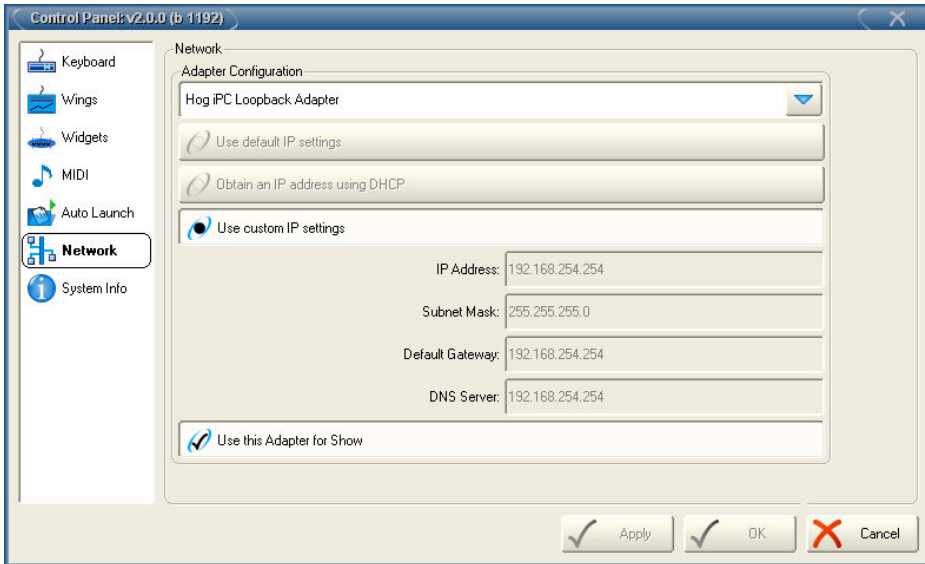 Control Panel: v2.0.0 (b 1192)
Keyboard
Wings
Widgets
MIDI
Auto Launch
Network
System Info
Network
Adapter Configuration
Hog iPC Loopback Adapter
Use default IP settings
Obtain an IP address using DHCP
Use custom IP settings
IP Address: 192.168.254.254
Subnet Mask: 255.255.255.0
Default Gateway: 192.168.254.254
DNS Server: 192.168.254.254
Use this Adapter for Show
Apply OK Cancel